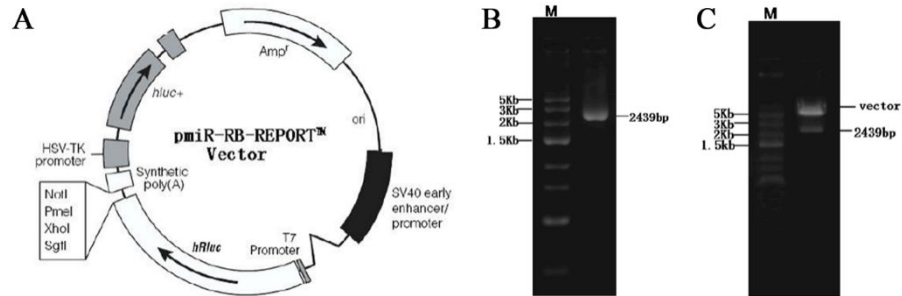 A
Ampʳ
hluc+
ori
pmiR-RB-REPORT™
Vector
HSV-TK
promoter
Synthetic
poly(A)
NotI
PmeI
XhoI
SgfI
SV40 early
enhancer/
promoter
T7
Promoter
hRluc
B
M
5Kb
3Kb
2Kb
1.5Kb
2439bp
C
M
5Kb
3Kb
2Kb
1.5kb
vector
2439bp